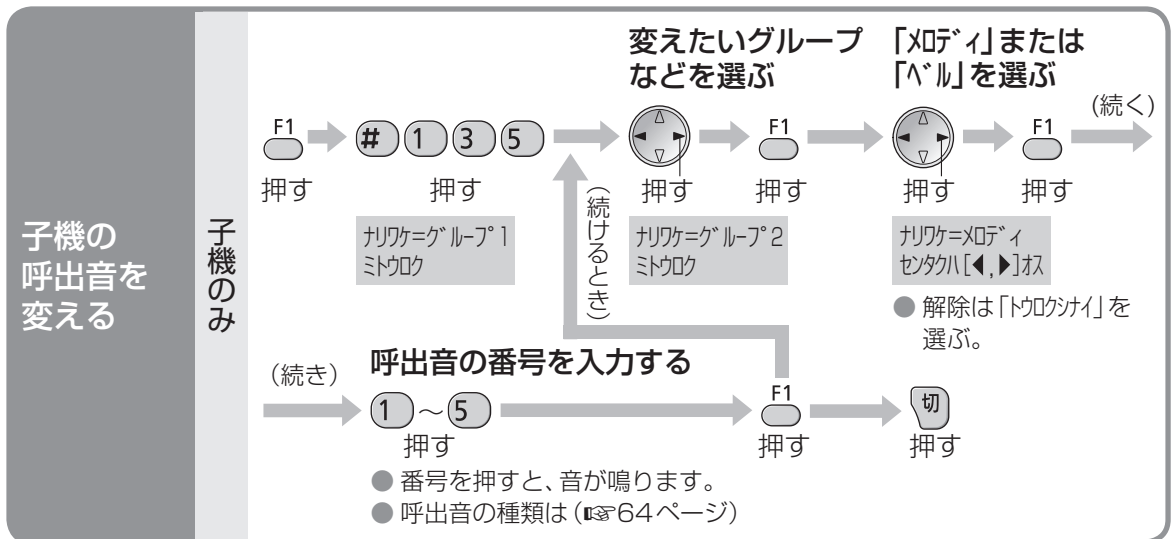 子機の
呼出音を
変える
子機のみ
変えたいグループ
などを選ぶ
「ﾒﾛﾃﾞｨ」または
「ﾍﾞﾙ」を選ぶ
F1
押す
# 1 3 5
押す
押す
F1
押す
押す
F1
押す
(続く)
ﾅﾘﾜｹ=ｸﾞﾙｰﾌﾟ1
ﾐﾄｳﾛｸ
(続けるとき)
ﾅﾘﾜｹ=ｸﾞﾙｰﾌﾟ2
ﾐﾄｳﾛｸ
ﾅﾘﾜｹ=ﾒﾛﾃﾞｨ
ｾﾝﾀｸﾊ[◀,▶]ｵｽ
● 解除は「ﾄｳﾛｸｼﾅｲ」を
選ぶ。
(続き)
呼出音の番号を入力する
1～5
押す
F1
押す
切
押す
● 番号を押すと、音が鳴ります。
● 呼出音の種類は(☞64ページ)